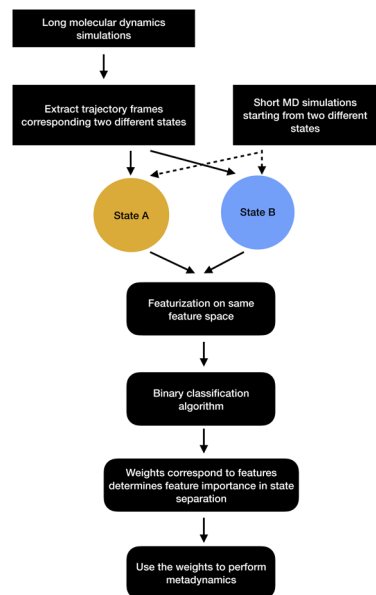 Long molecular dynamics
simulations
Extract trajectory frames
corresponding two different states
Short MD simulations
starting from two different
states
State A
State B
Featurization on same
feature space
Binary classification
algorithm
Weights correspond to features
determines feature importance in state
separation
Use the weights to perform
metadynamics